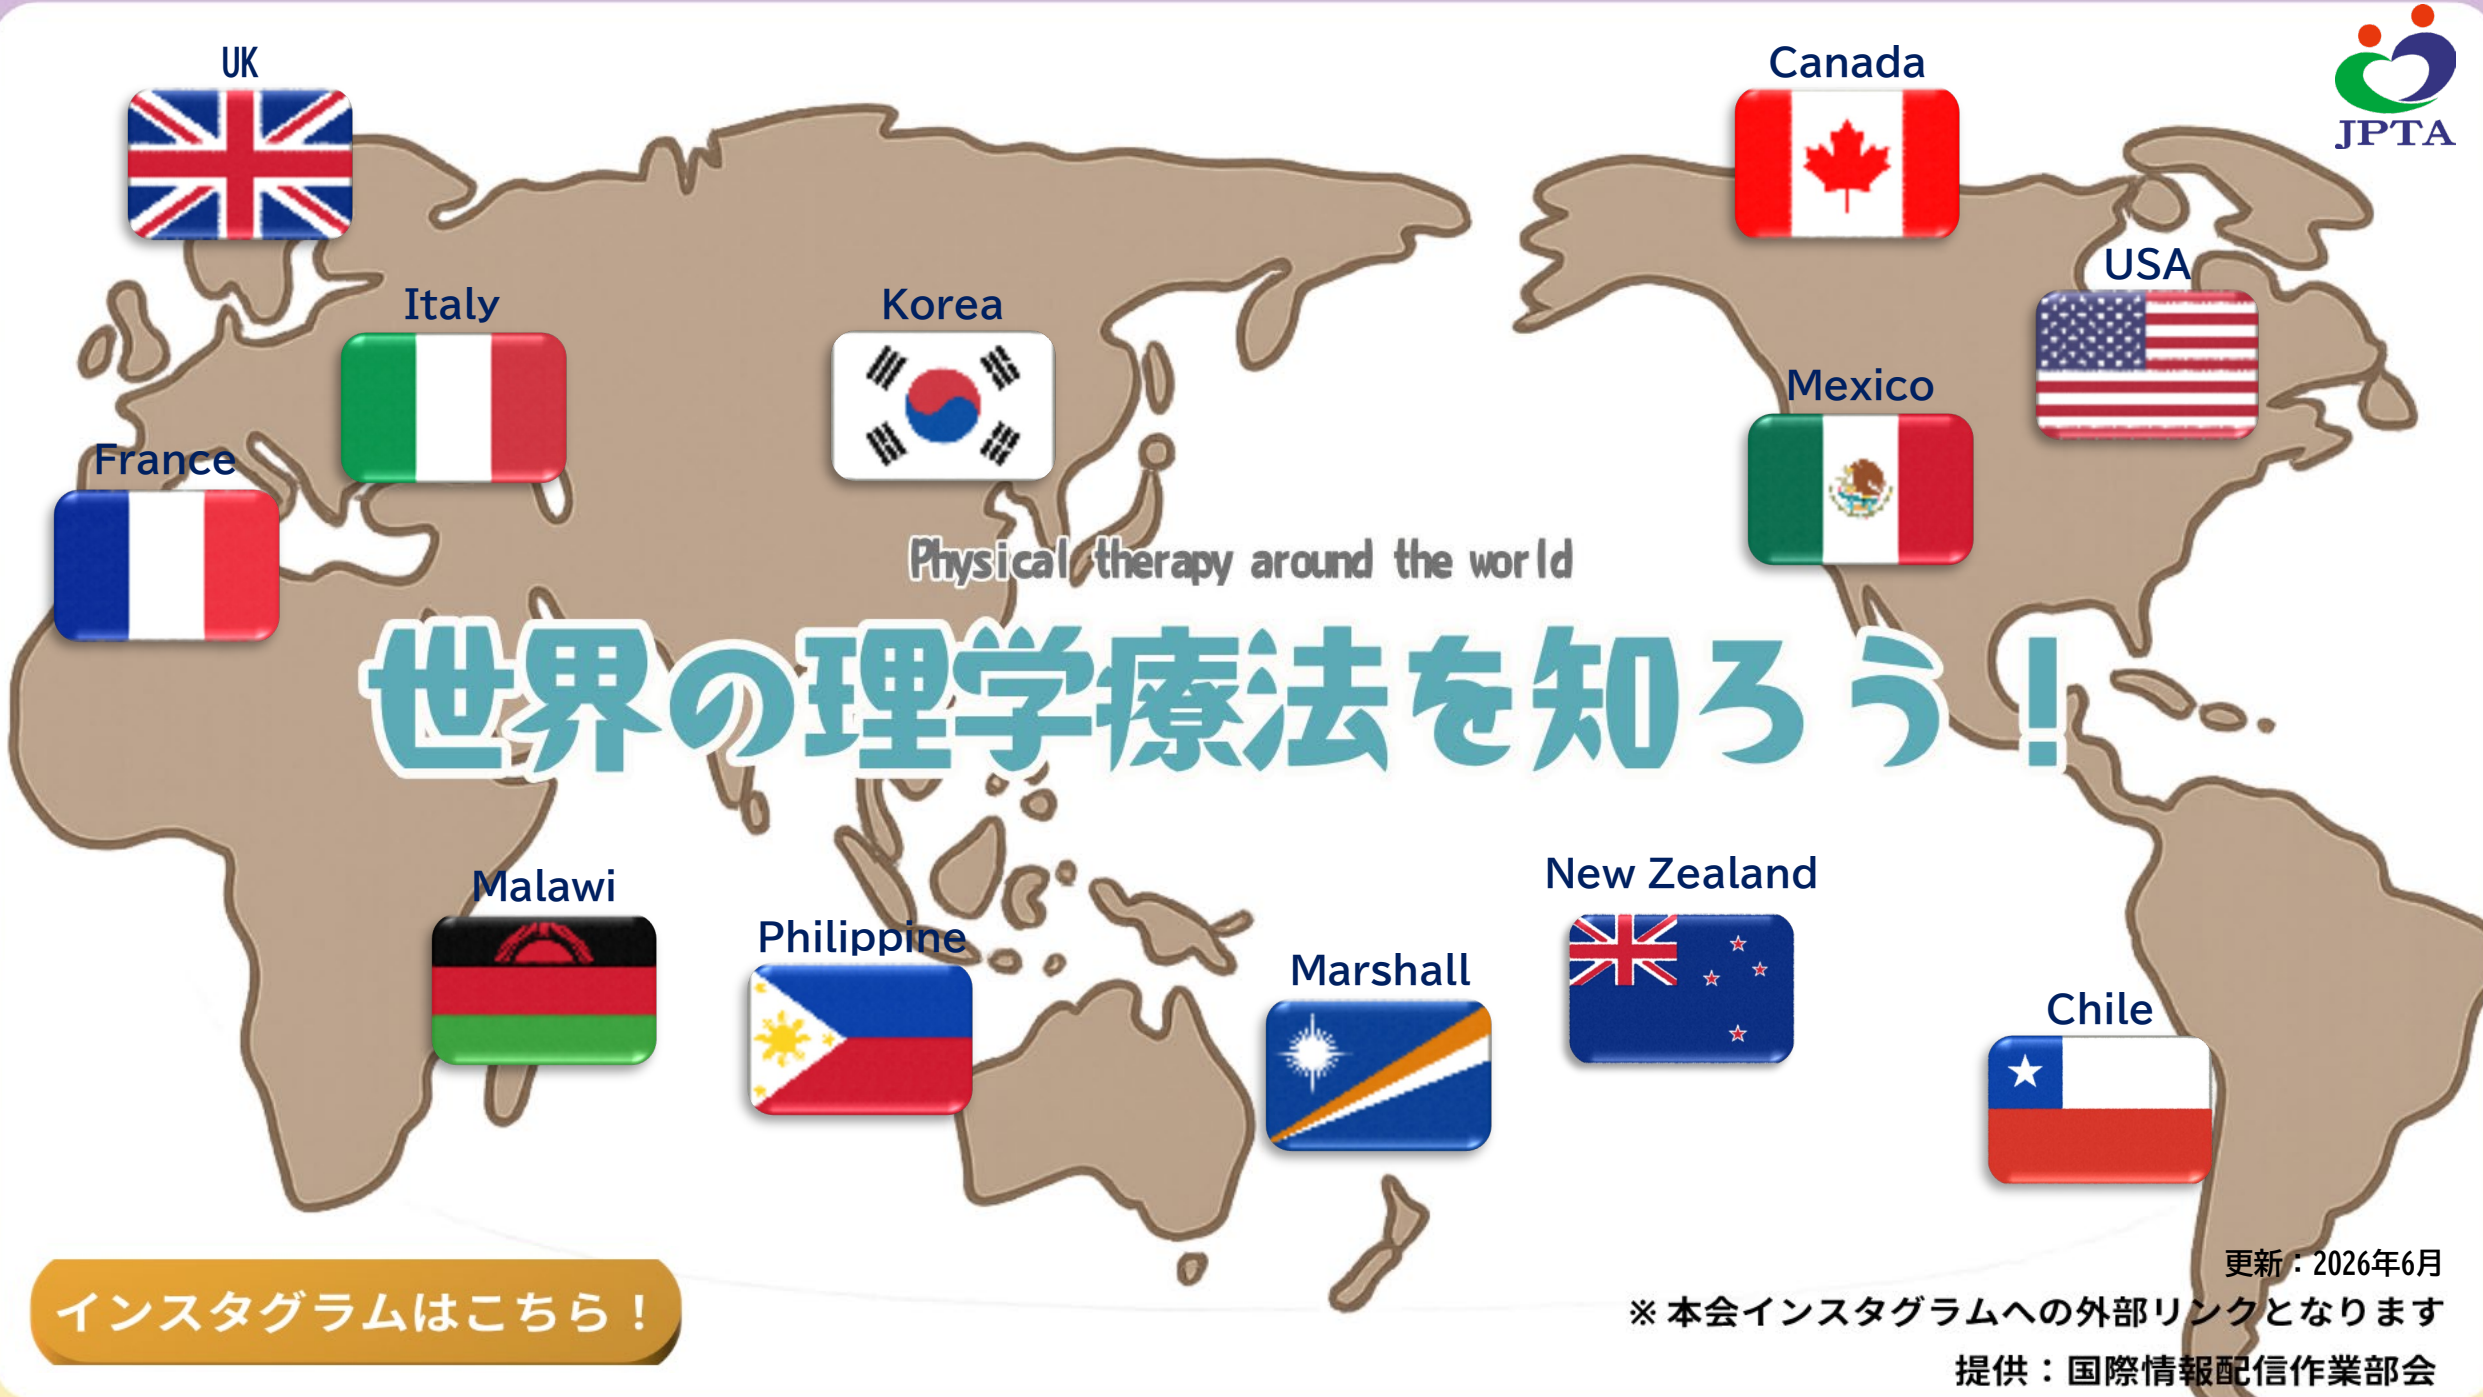 UK
Canada
JPTA
USA
Italy
Korea
Mexico
France
Physical therapy around the world
世界の理学療法を知ろう！
Malawi
Philippine
New Zealand
Marshall
Chile
更新：2026年6月
インスタグラムはこちら！
※本会インスタグラムへの外部リンクとなります
提供：国際情報配信作業部会